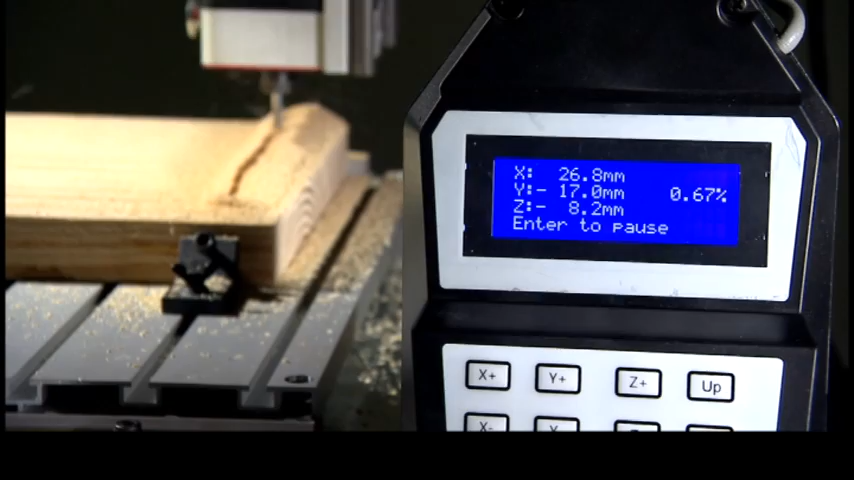 X: 26.8mm
Y:- 17.0mm 0.67%
Z:- 8.2mm
Enter to pause
X+ Y+ Z+ Up
X-